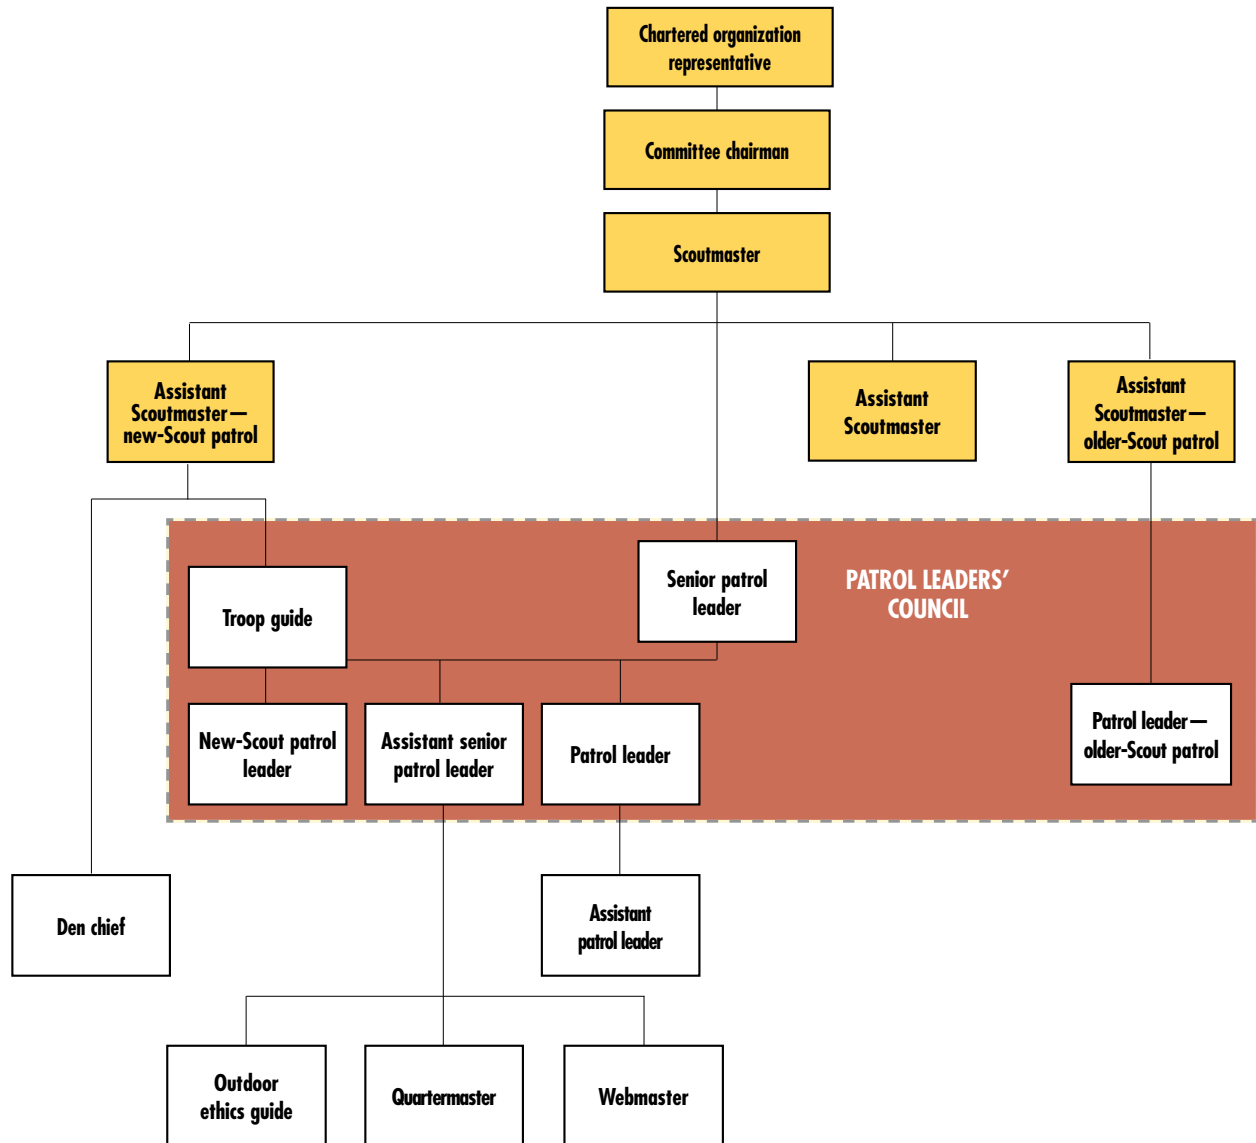 Chartered organization
representative
Committee chairman
Scoutmaster
Assistant
Scoutmaster—
new-Scout patrol
Assistant
Scoutmaster
Assistant
Scoutmaster—
older-Scout patrol
Troop guide
Senior patrol
leader
PATROL LEADERS’
COUNCIL
New-Scout patrol
leader
Assistant senior
patrol leader
Patrol leader
Patrol leader—
older-Scout patrol
Den chief
Assistant
patrol leader
Outdoor
ethics guide
Quartermaster
Webmaster